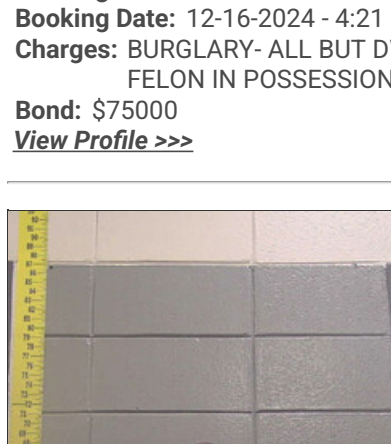 Booking Date: 12-16-2024 - 4:21
Charges: BURGLARY- ALL BUT D
FELON IN POSSESSION
Bond: $75000
View Profile >>>